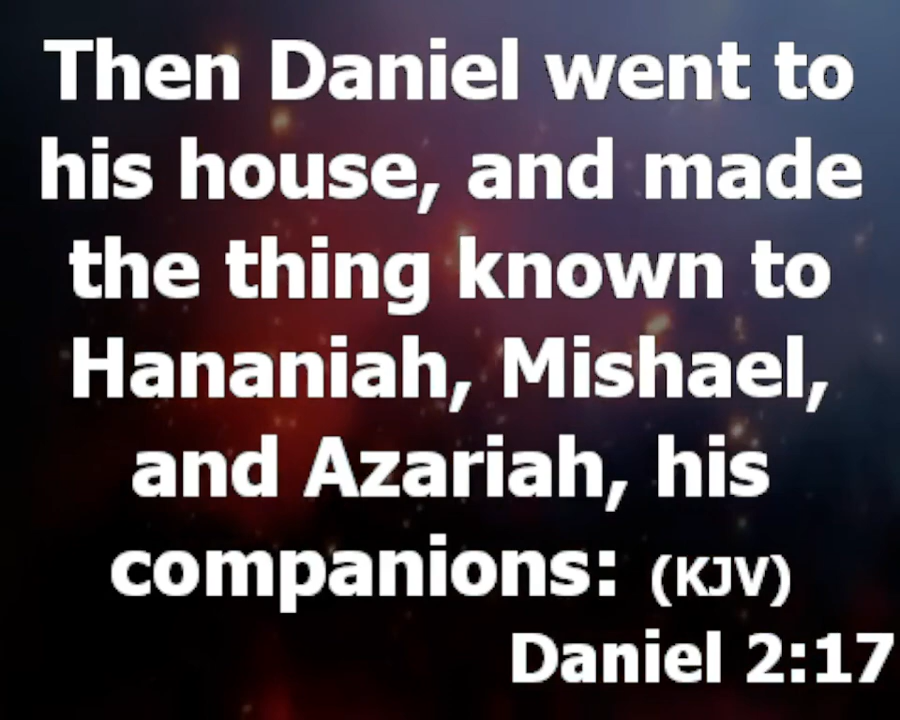 Then Daniel went to
his house, and made
the thing known to
Hananiah, Mishael,
and Azariah, his
companions: (KJV)
Daniel 2:17